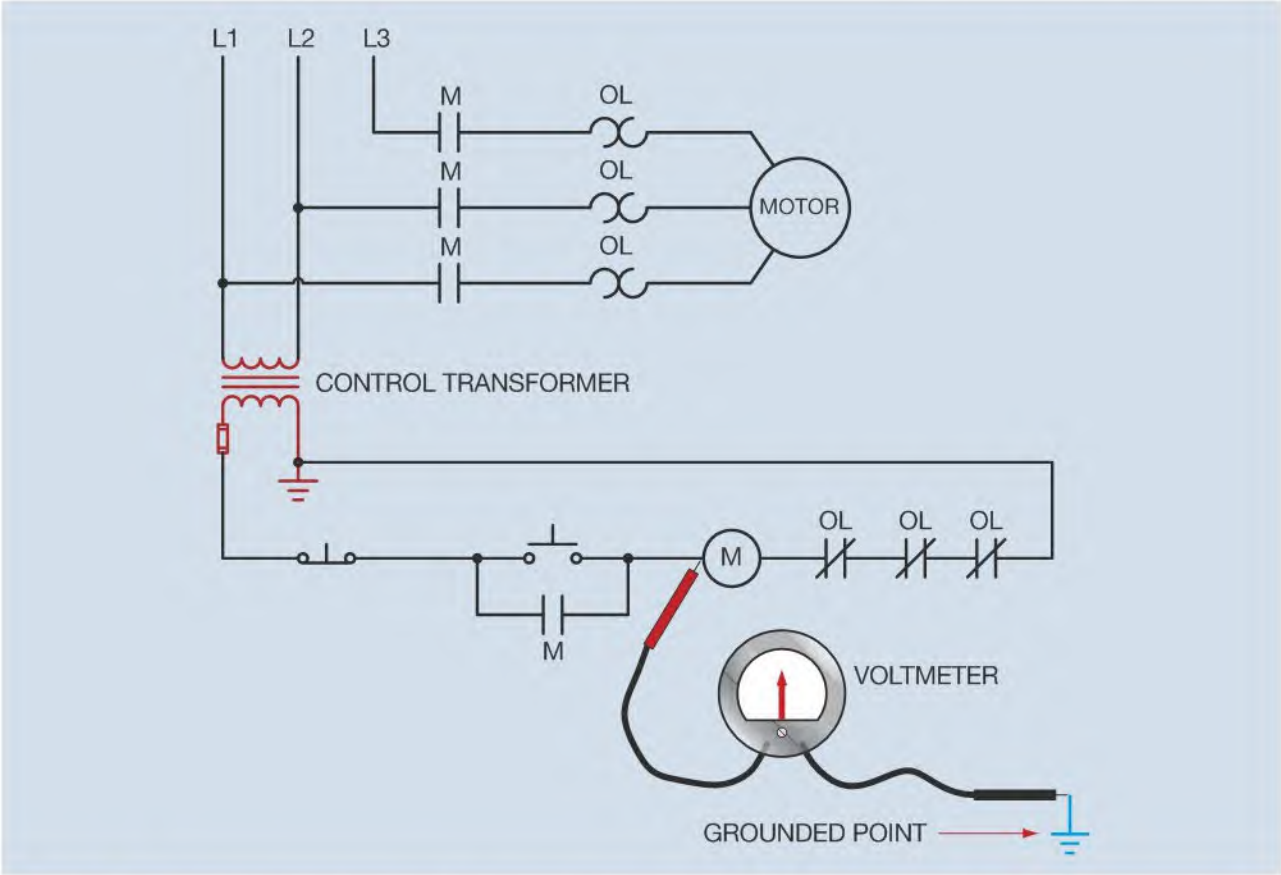 L1 L2 L3
M OL
M OL
MOTOR
M OL
CONTROL TRANSFORMER
OL OL OL
M
M
VOLTMETER
GROUNDED POINT